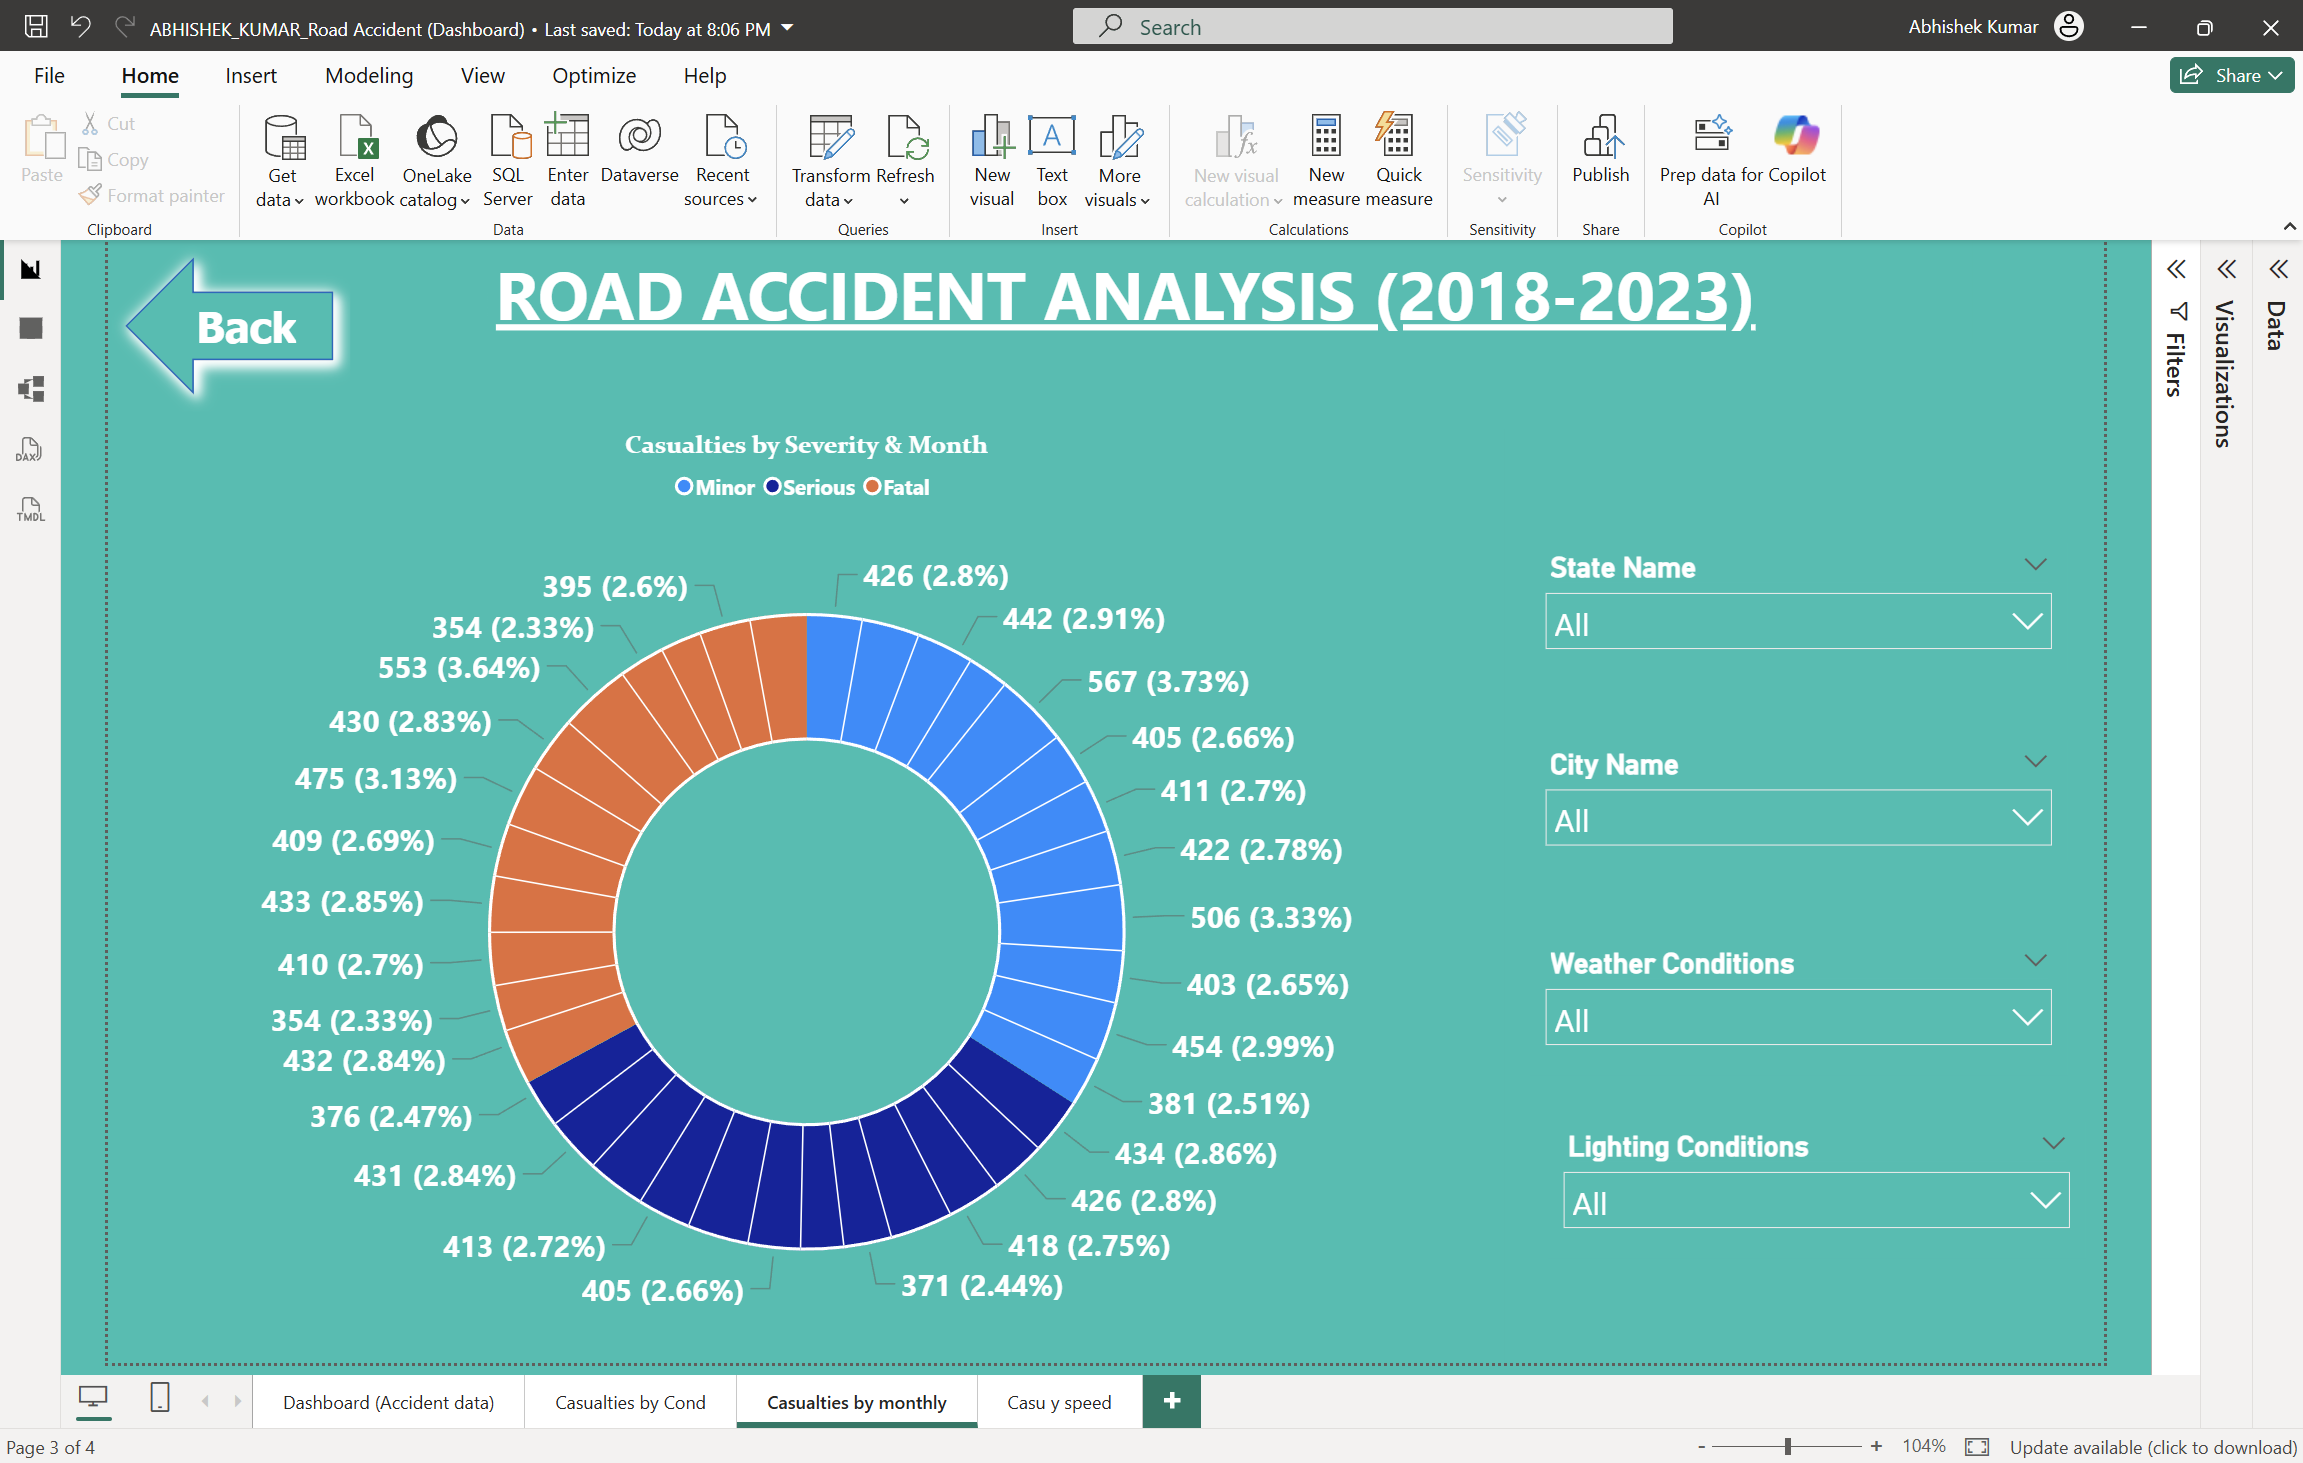 ABHISHEK_KUMAR_Road Accident (Dashboard) • Last saved: Today at 8:06 PM
Search
Abhishek Kumar
File Home Insert Modeling View Optimize Help
Share
Paste
Cut
Copy
Format painter
Clipboard
Get data
Excel workbook
OneLake catalog
SQL Server
Enter data
Dataverse
Recent sources
Data
Transform data
Refresh
Queries
New visual
Text box
More visuals
Insert
New visual calculation
New measure
Quick measure
Calculations
Sensitivity
Sensitivity
Publish
Share
Prep data for AI
Copilot
Copilot
DAX
TMDL
Back
ROAD ACCIDENT ANALYSIS (2018-2023)
Filters
Visualizations
Data
Casualties by Severity & Month
Minor Serious Fatal
426 (2.8%)
442 (2.91%)
567 (3.73%)
405 (2.66%)
411 (2.7%)
422 (2.78%)
506 (3.33%)
403 (2.65%)
454 (2.99%)
381 (2.51%)
434 (2.86%)
426 (2.8%)
418 (2.75%)
371 (2.44%)
405 (2.66%)
413 (2.72%)
431 (2.84%)
376 (2.47%)
432 (2.84%)
354 (2.33%)
410 (2.7%)
433 (2.85%)
409 (2.69%)
475 (3.13%)
430 (2.83%)
553 (3.64%)
354 (2.33%)
395 (2.6%)
State Name
All
City Name
All
Weather Conditions
All
Lighting Conditions
All
Dashboard (Accident data)
Casualties by Cond
Casualties by monthly
Casu y speed
+
Page 3 of 4
- + 104%
Update available (click to download)